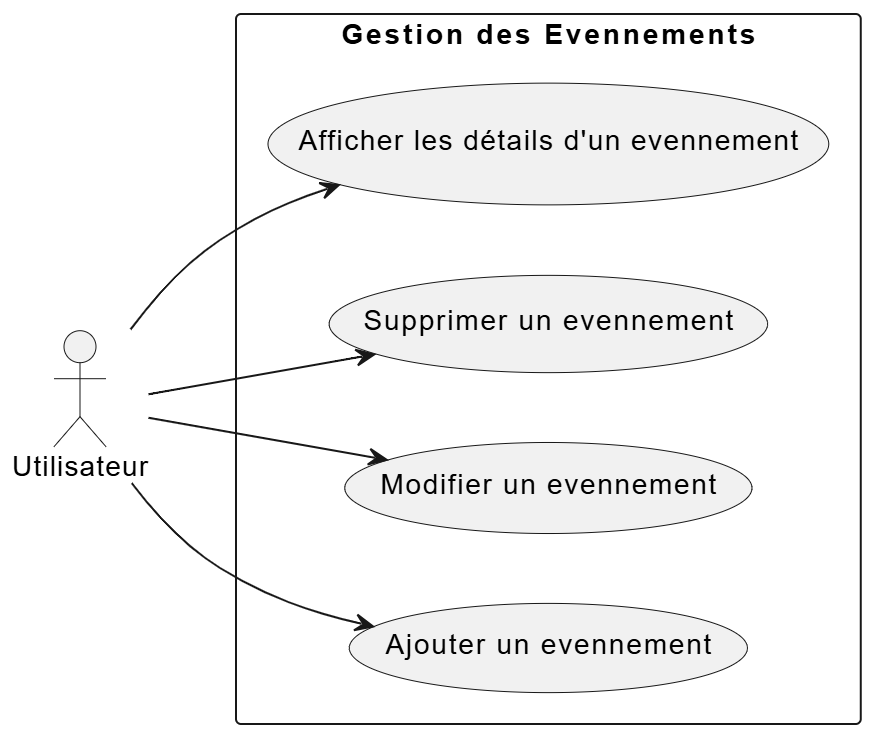 Gestion des Evennements
Afficher les détails d'un evennement
Supprimer un evennement
Utilisateur
Modifier un evennement
Ajouter un evennement